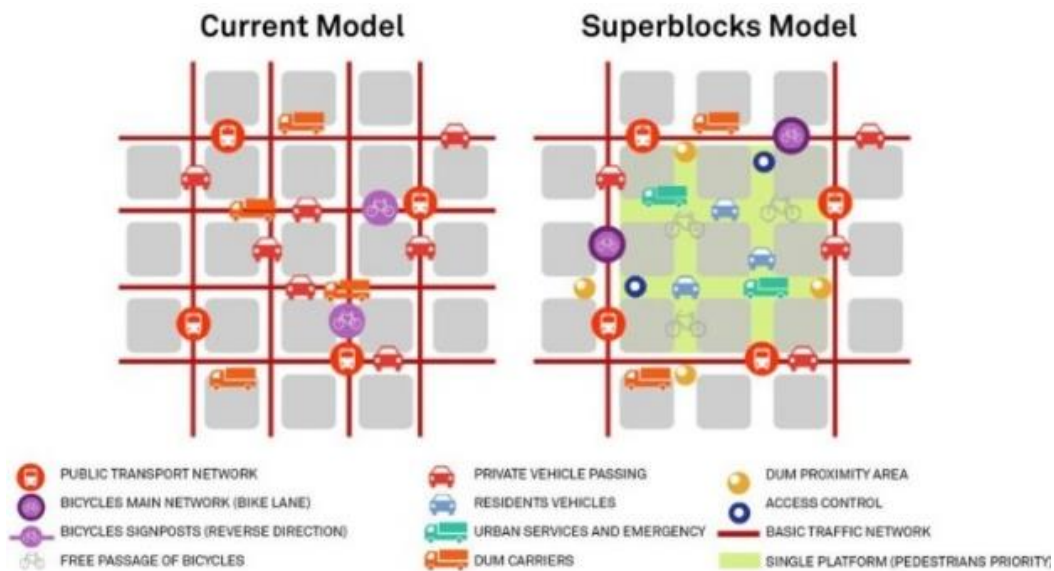 Current Model
Superblocks Model
PUBLIC TRANSPORT NETWORK
BICYCLES MAIN NETWORK (BIKE LANE)
BICYCLES SIGNPOSTS (REVERSE DIRECTION)
FREE PASSAGE OF BICYCLES
PRIVATE VEHICLE PASSING
RESIDENTS VEHICLES
URBAN SERVICES AND EMERGENCY
DUM CARRIERS
DUM PROXIMITY AREA
ACCESS CONTROL
BASIC TRAFFIC NETWORK
SINGLE PLATFORM (PEDESTRIANS PRIORITY)